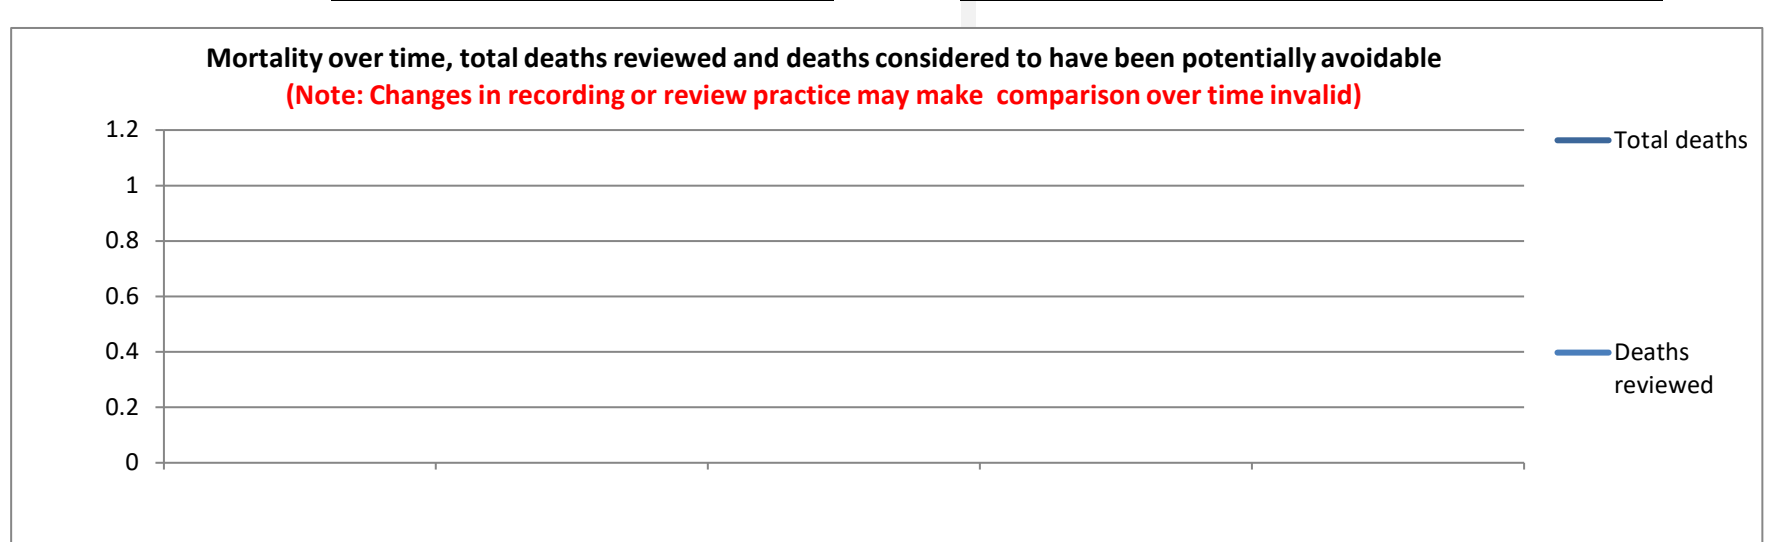 Mortality over time, total deaths reviewed and deaths considered to have been potentially avoidable
(Note: Changes in recording or review practice may make comparison over time invalid)
1.2
1
0.8
0.6
0.4
0.2
0
Total deaths
Deaths
reviewed